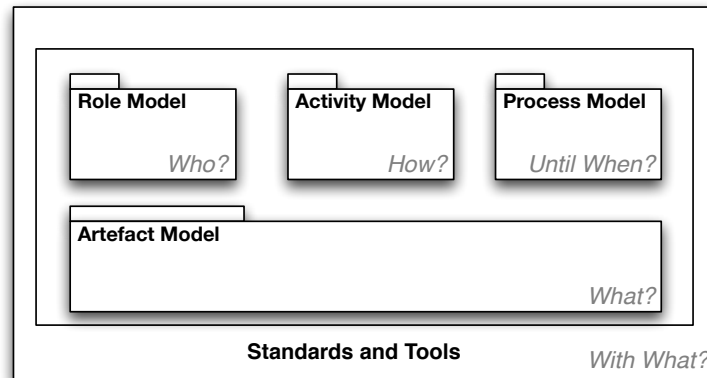 Role Model
Who?
Activity Model
How?
Process Model
Until When?
Artefact Model
What?
Standards and Tools
With What?